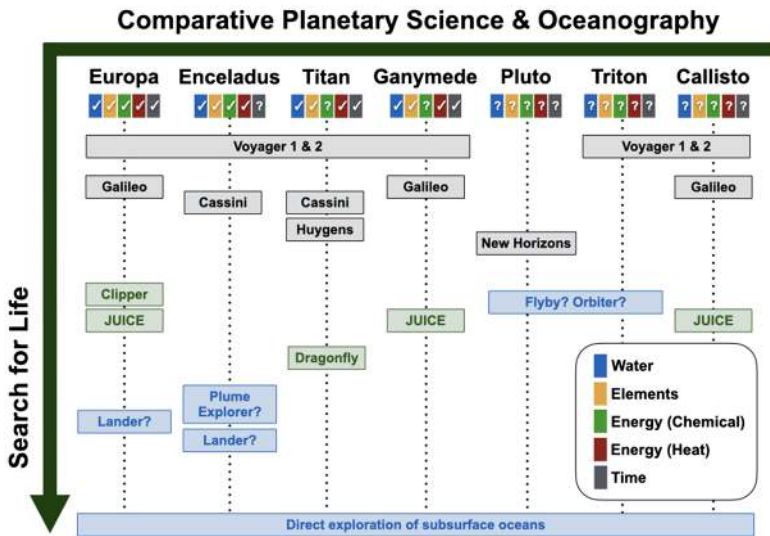 Comparative Planetary Science & Oceanography
Search for Life
Europa Enceladus Titan Ganymede Pluto Triton Callisto
✓ ✓ ✓ ✓ ✓ ✓ ✓ ✓ ✓ ? ✓ ✓ ? ✓ ✓ ✓ ✓ ? ✓ ✓ ? ? ? ? ? ? ? ? ? ? ? ? ? ? ?
Voyager 1 & 2 Voyager 1 & 2
Galileo Galileo Galileo
Cassini Cassini
Huygens
New Horizons
Clipper
Flyby? Orbiter?
JUICE JUICE JUICE
Dragonfly
Plume
Explorer?
Lander?
Lander?
Water
Elements
Energy (Chemical)
Energy (Heat)
Time
Direct exploration of subsurface oceans